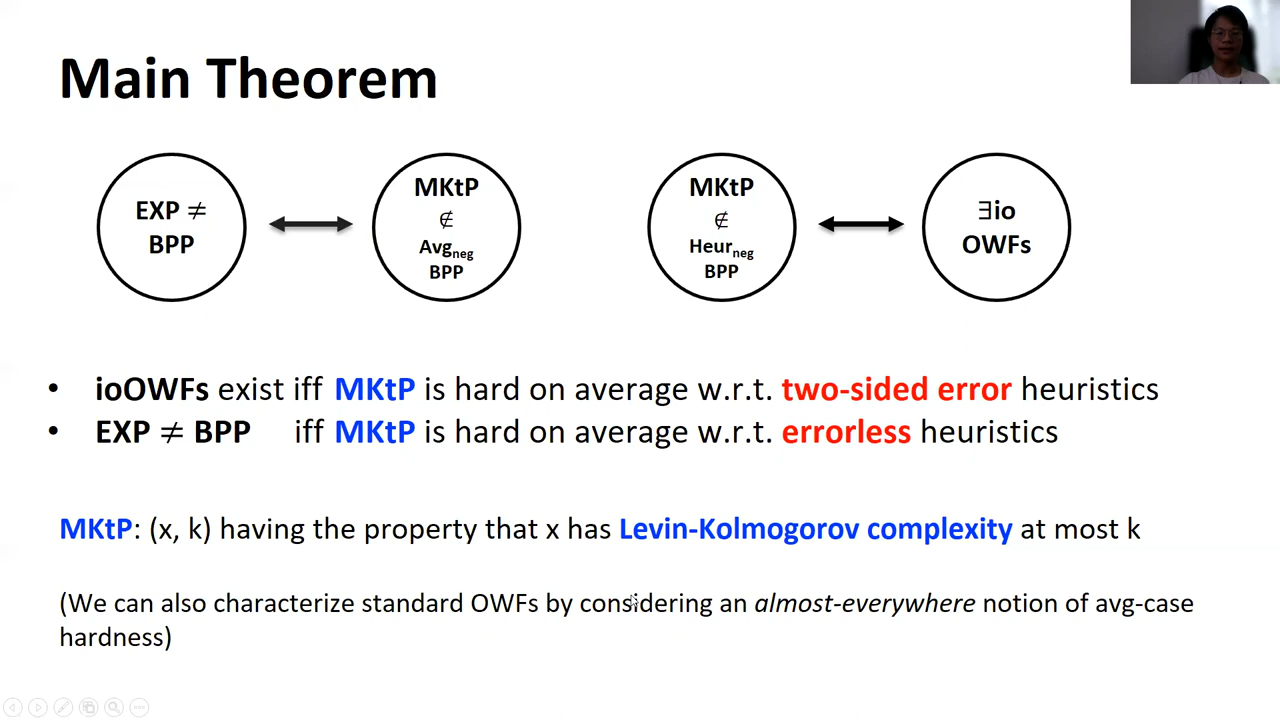 Main Theorem
EXP ≠
BPP
MKtP
∉
Avg_neg
BPP
MKtP
∉
Heur_neg
BPP
∃io
OWFs
• ioOWFs exist iff MKtP is hard on average w.r.t. two-sided error heuristics
• EXP ≠ BPP iff MKtP is hard on average w.r.t. errorless heuristics
MKtP: (x, k) having the property that x has Levin-Kolmogorov complexity at most k
(We can also characterize standard OWFs by considering an almost-everywhere notion of avg-case
hardness)